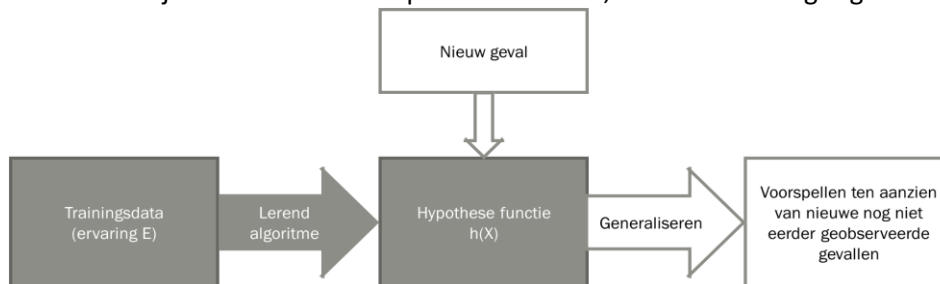 Nieuw geval
Trainingsdata
(ervaring E)
Lerend
algoritme
Hypothese functie
h(X)
Generaliseren
Voorspellen ten aanzien
van nieuwe nog niet
eerder geobserveerde
gevallen